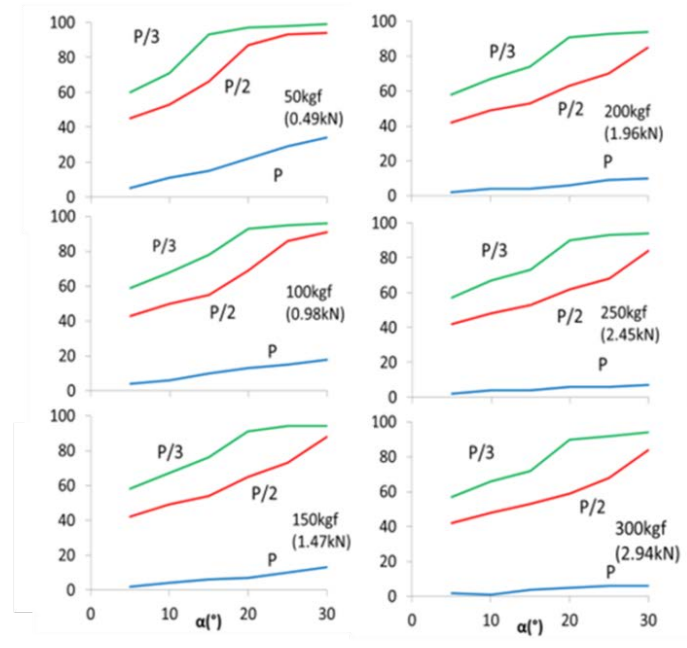 100
80
60
40
20
0
P/3
P/2
P
50kgf
(0.49kN)
100
80
60
40
20
0
P/3
P/2
P
200kgf
(1.96kN)
100
80
60
40
20
0
P/3
P/2
P
100kgf
(0.98kN)
100
80
60
40
20
0
P/3
P/2
P
250kgf
(2.45kN)
100
80
60
40
20
0
P/3
P/2
P
150kgf
(1.47kN)
0 10 20 30
α(°)
100
80
60
40
20
0
P/3
P/2
P
300kgf
(2.94kN)
0 10 20 30
α(°)